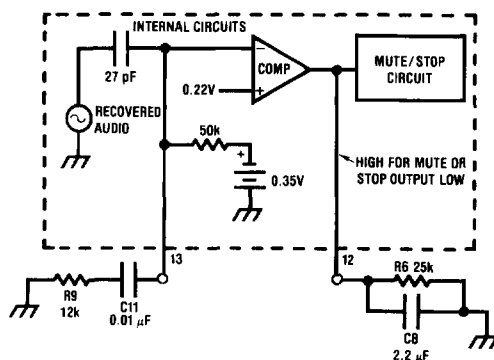 INTERNAL CIRCUITS
27 pF
RECOVERED
AUDIO
0.22V
−
COMP
+
MUTE/STOP
CIRCUIT
50k
+
0.35V
HIGH FOR MUTE OR
STOP OUTPUT LOW
13
12
R9
12k
C11
0.01 μF
R6 25k
C8
2.2 μF